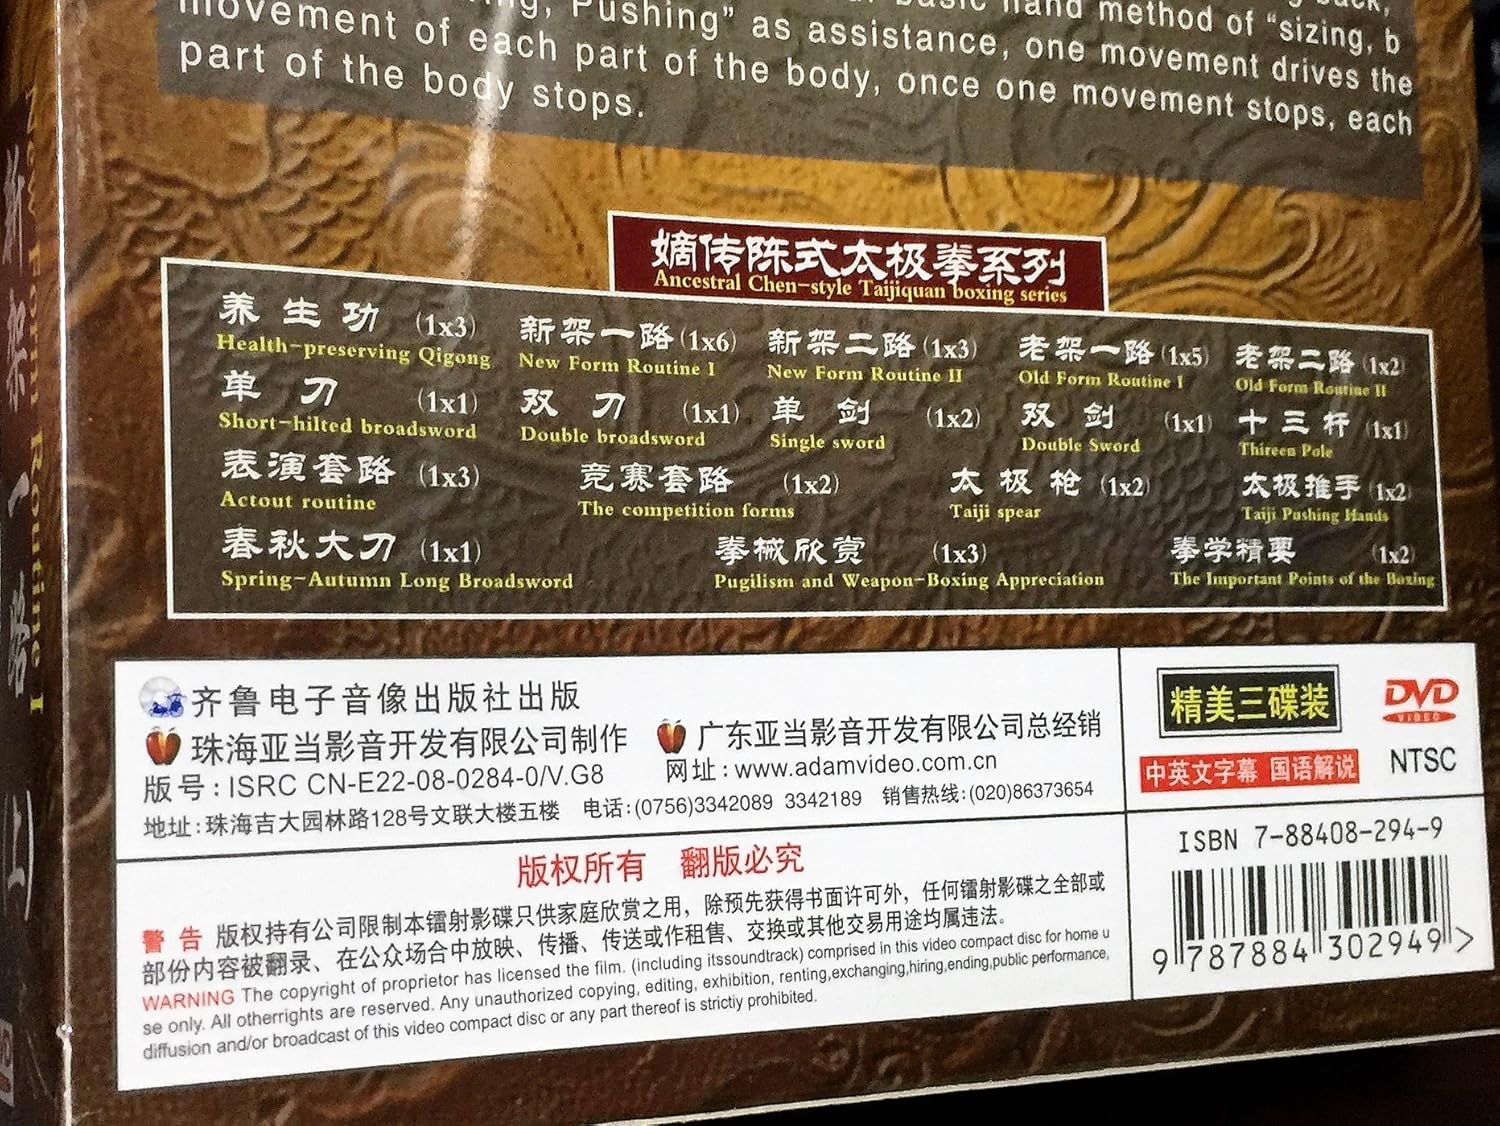 hand method of "sizing, b
Pushing" as assistance, one movement drives the
movement of each part of the body, once one movement stops, each
part of the body stops.
嫡传陈式太极拳系列
Ancestral Chen-style Taijiquan boxing series
养生功 (1x3) 新架一路 (1x6) 新架二路 (1x3) 老架一路 (1x5) 老架二路 (1x2)
Health-preserving Qigong New Form Routine I New Form Routine II Old Form Routine I Old Form Routine II
单刀 (1x1) 双刀 (1x1) 单剑 (1x2) 双剑 (1x1) 十三杆 (1x1)
Short-hilted broadsword Double broadsword Single sword Double Sword Thireen Pole
表演套路 (1x3) 竞赛套路 (1x2) 太极枪 (1x2) 太极推手 (1x2)
Actout routine The competition forms Taiji spear Taiji Pushing Hands
春秋大刀 (1x1) 拳械欣赏 (1x3) 拳学精要 (1x2)
Spring-Autumn Long Broadsword Pugilism and Weapon-Boxing Appreciation The Important Points of the Boxing
齐鲁电子音像出版社出版
珠海亚当影音开发有限公司制作 广东亚当影音开发有限公司总经销
版号:ISRC CN-E22-08-0284-0/V.G8 网址:www.adamvideo.com.cn
地址:珠海吉大园林路128号文联大楼五楼 电话:(0756)3342089 3342189 销售热线:(020)86373654
精美三碟装
DVD
VIDEO
中英文字幕 国语解说
NTSC
版权所有 翻版必究
警告 版权持有公司限制本镭射影碟只供家庭欣赏之用，除预先获得书面许可外，任何镭射影碟之全部或
部份内容被翻录、在公众场合中放映、传播、传送或作租售、交换或其他交易用途均属违法。
WARNING The copyright of proprietor has licensed the film. (including itssoundtrack) comprised in this video compact disc for home u
se only. All otherrights are reserved. Any unauthorized copying, editing, exhibition, renting,exchanging,hiring,ending,public performance,
diffusion and/or broadcast of this video compact disc or any part thereof is strictiy prohibited.
ISBN 7-88408-294-9
9 787884 302949 >
新架一路(上)
New Form Routine I